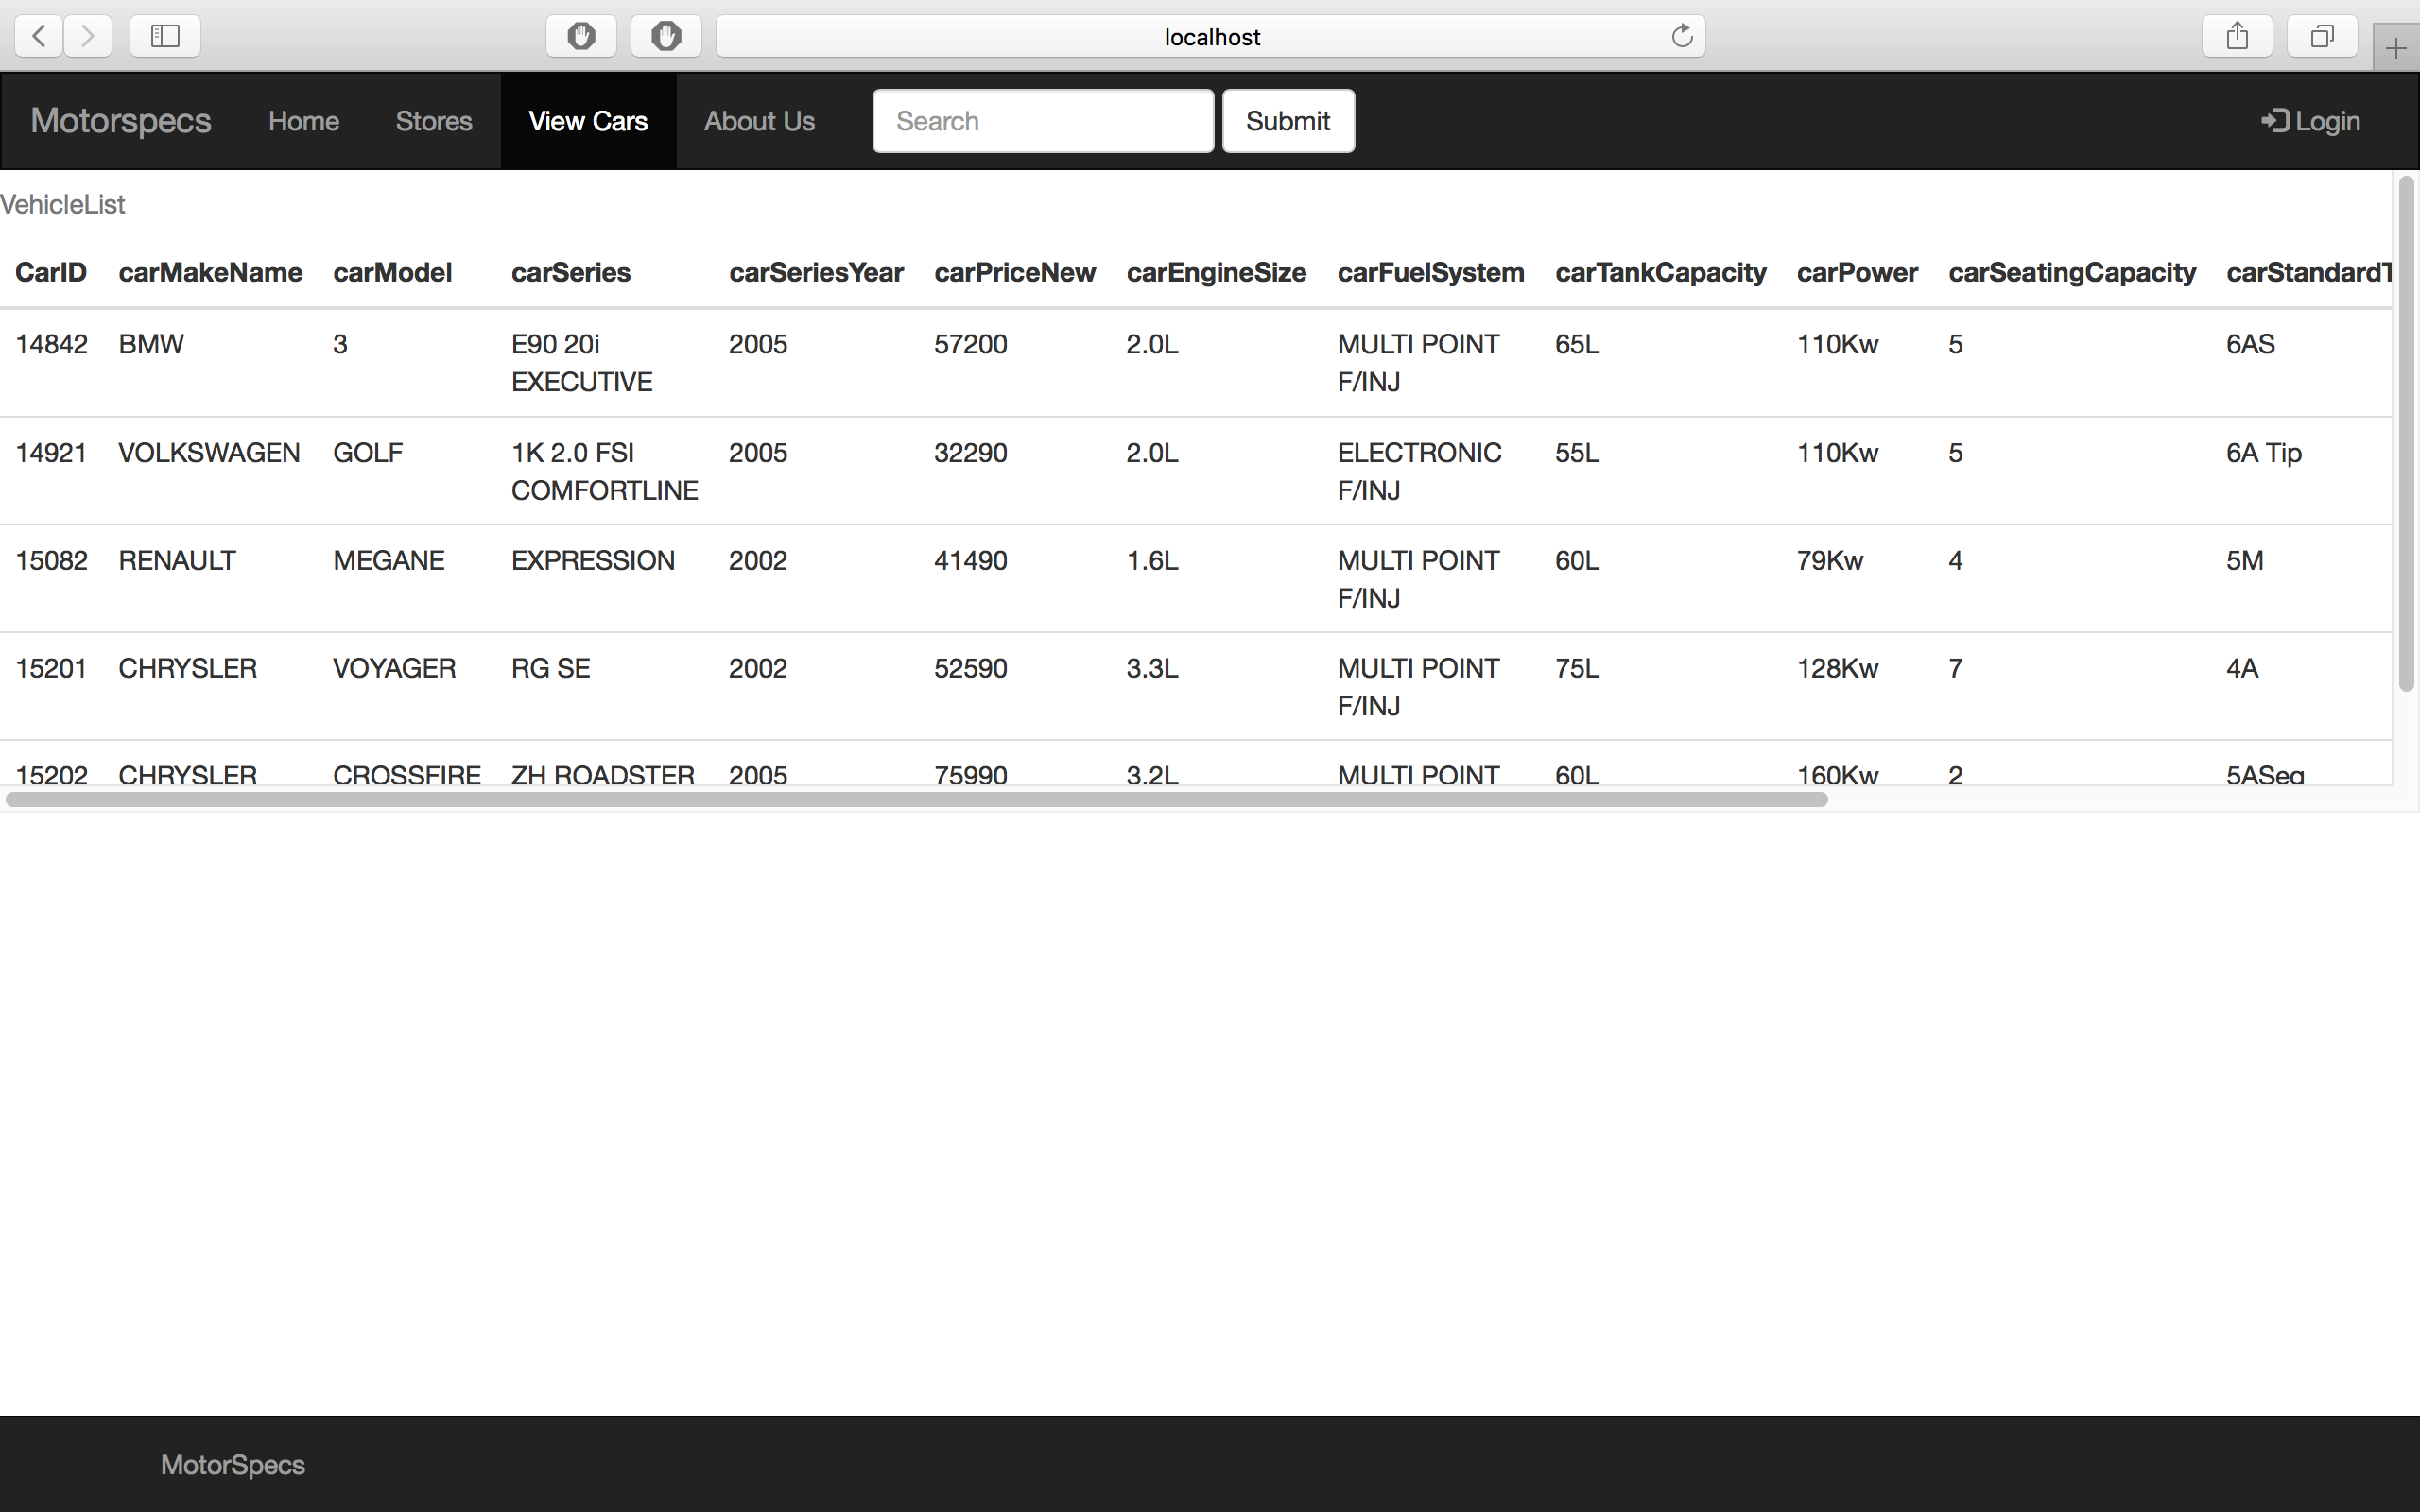 localhost
Motorspecs Home Stores View Cars About Us Search Submit Login
VehicleList
CarID carMakeName carModel carSeries carSeriesYear carPriceNew carEngineSize carFuelSystem carTankCapacity carPower carSeatingCapacity carStandardT
14842 BMW 3 E90 20i 2005 57200 2.0L MULTI POINT 65L 110Kw 5 6AS
EXECUTIVE F/INJ
14921 VOLKSWAGEN GOLF 1K 2.0 FSI 2005 32290 2.0L ELECTRONIC 55L 110Kw 5 6A Tip
COMFORTLINE F/INJ
15082 RENAULT MEGANE EXPRESSION 2002 41490 1.6L MULTI POINT 60L 79Kw 4 5M
F/INJ
15201 CHRYSLER VOYAGER RG SE 2002 52590 3.3L MULTI POINT 75L 128Kw 7 4A
F/INJ
15202 CHRYSLER CROSSFIRE ZH ROADSTER 2005 75990 3.2L MULTI POINT 60L 160Kw 2 5ASeq
MotorSpecs